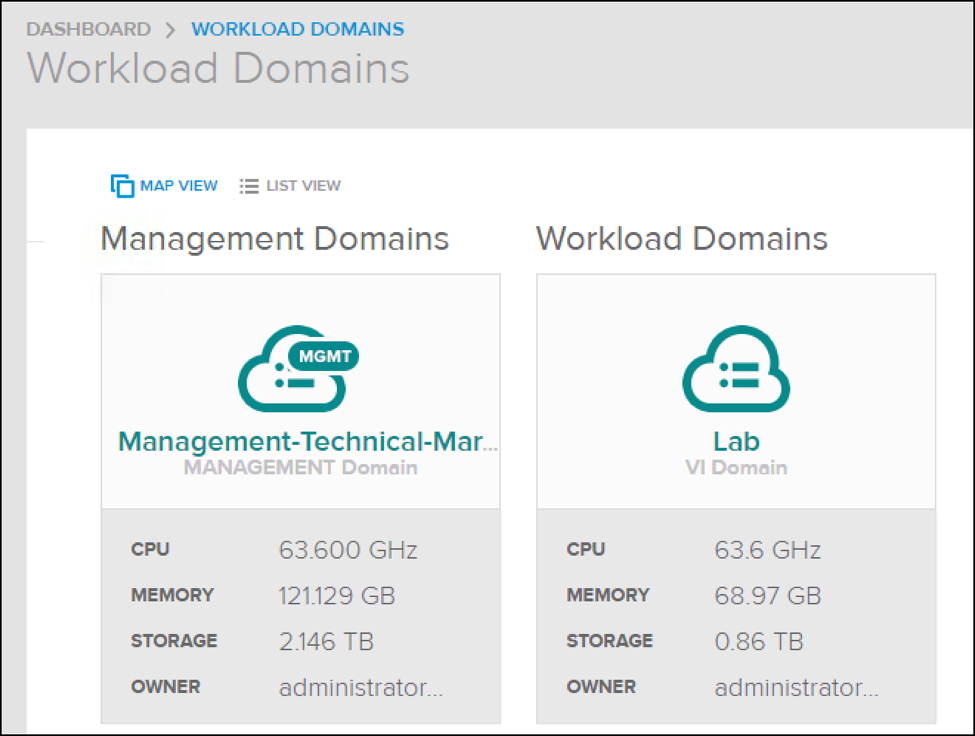 DASHBOARD > WORKLOAD DOMAINS
Workload Domains
MAP VIEW LIST VIEW
Management Domains
MGMT
Management-Technical-Mar...
MANAGEMENT Domain
CPU 63.600 GHz
MEMORY 121.129 GB
STORAGE 2.146 TB
OWNER administrator...
Workload Domains
Lab
VI Domain
CPU 63.6 GHz
MEMORY 68.97 GB
STORAGE 0.86 TB
OWNER administrator...